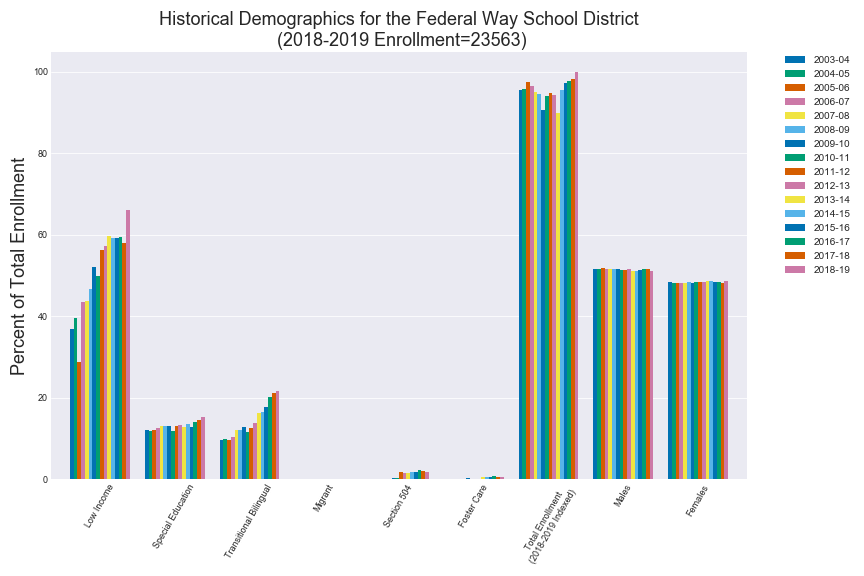 Historical Demographics for the Federal Way School District
(2018-2019 Enrollment=23563)
Percent of Total Enrollment
100
80
60
40
20
0
Low Income
Special Education
Transitional Bilingual
Migrant
Section 504
Foster Care
Total Enrollment
(2018-2019 Indexed)
Males
Females
2003-04
2004-05
2005-06
2006-07
2007-08
2008-09
2009-10
2010-11
2011-12
2012-13
2013-14
2014-15
2015-16
2016-17
2017-18
2018-19